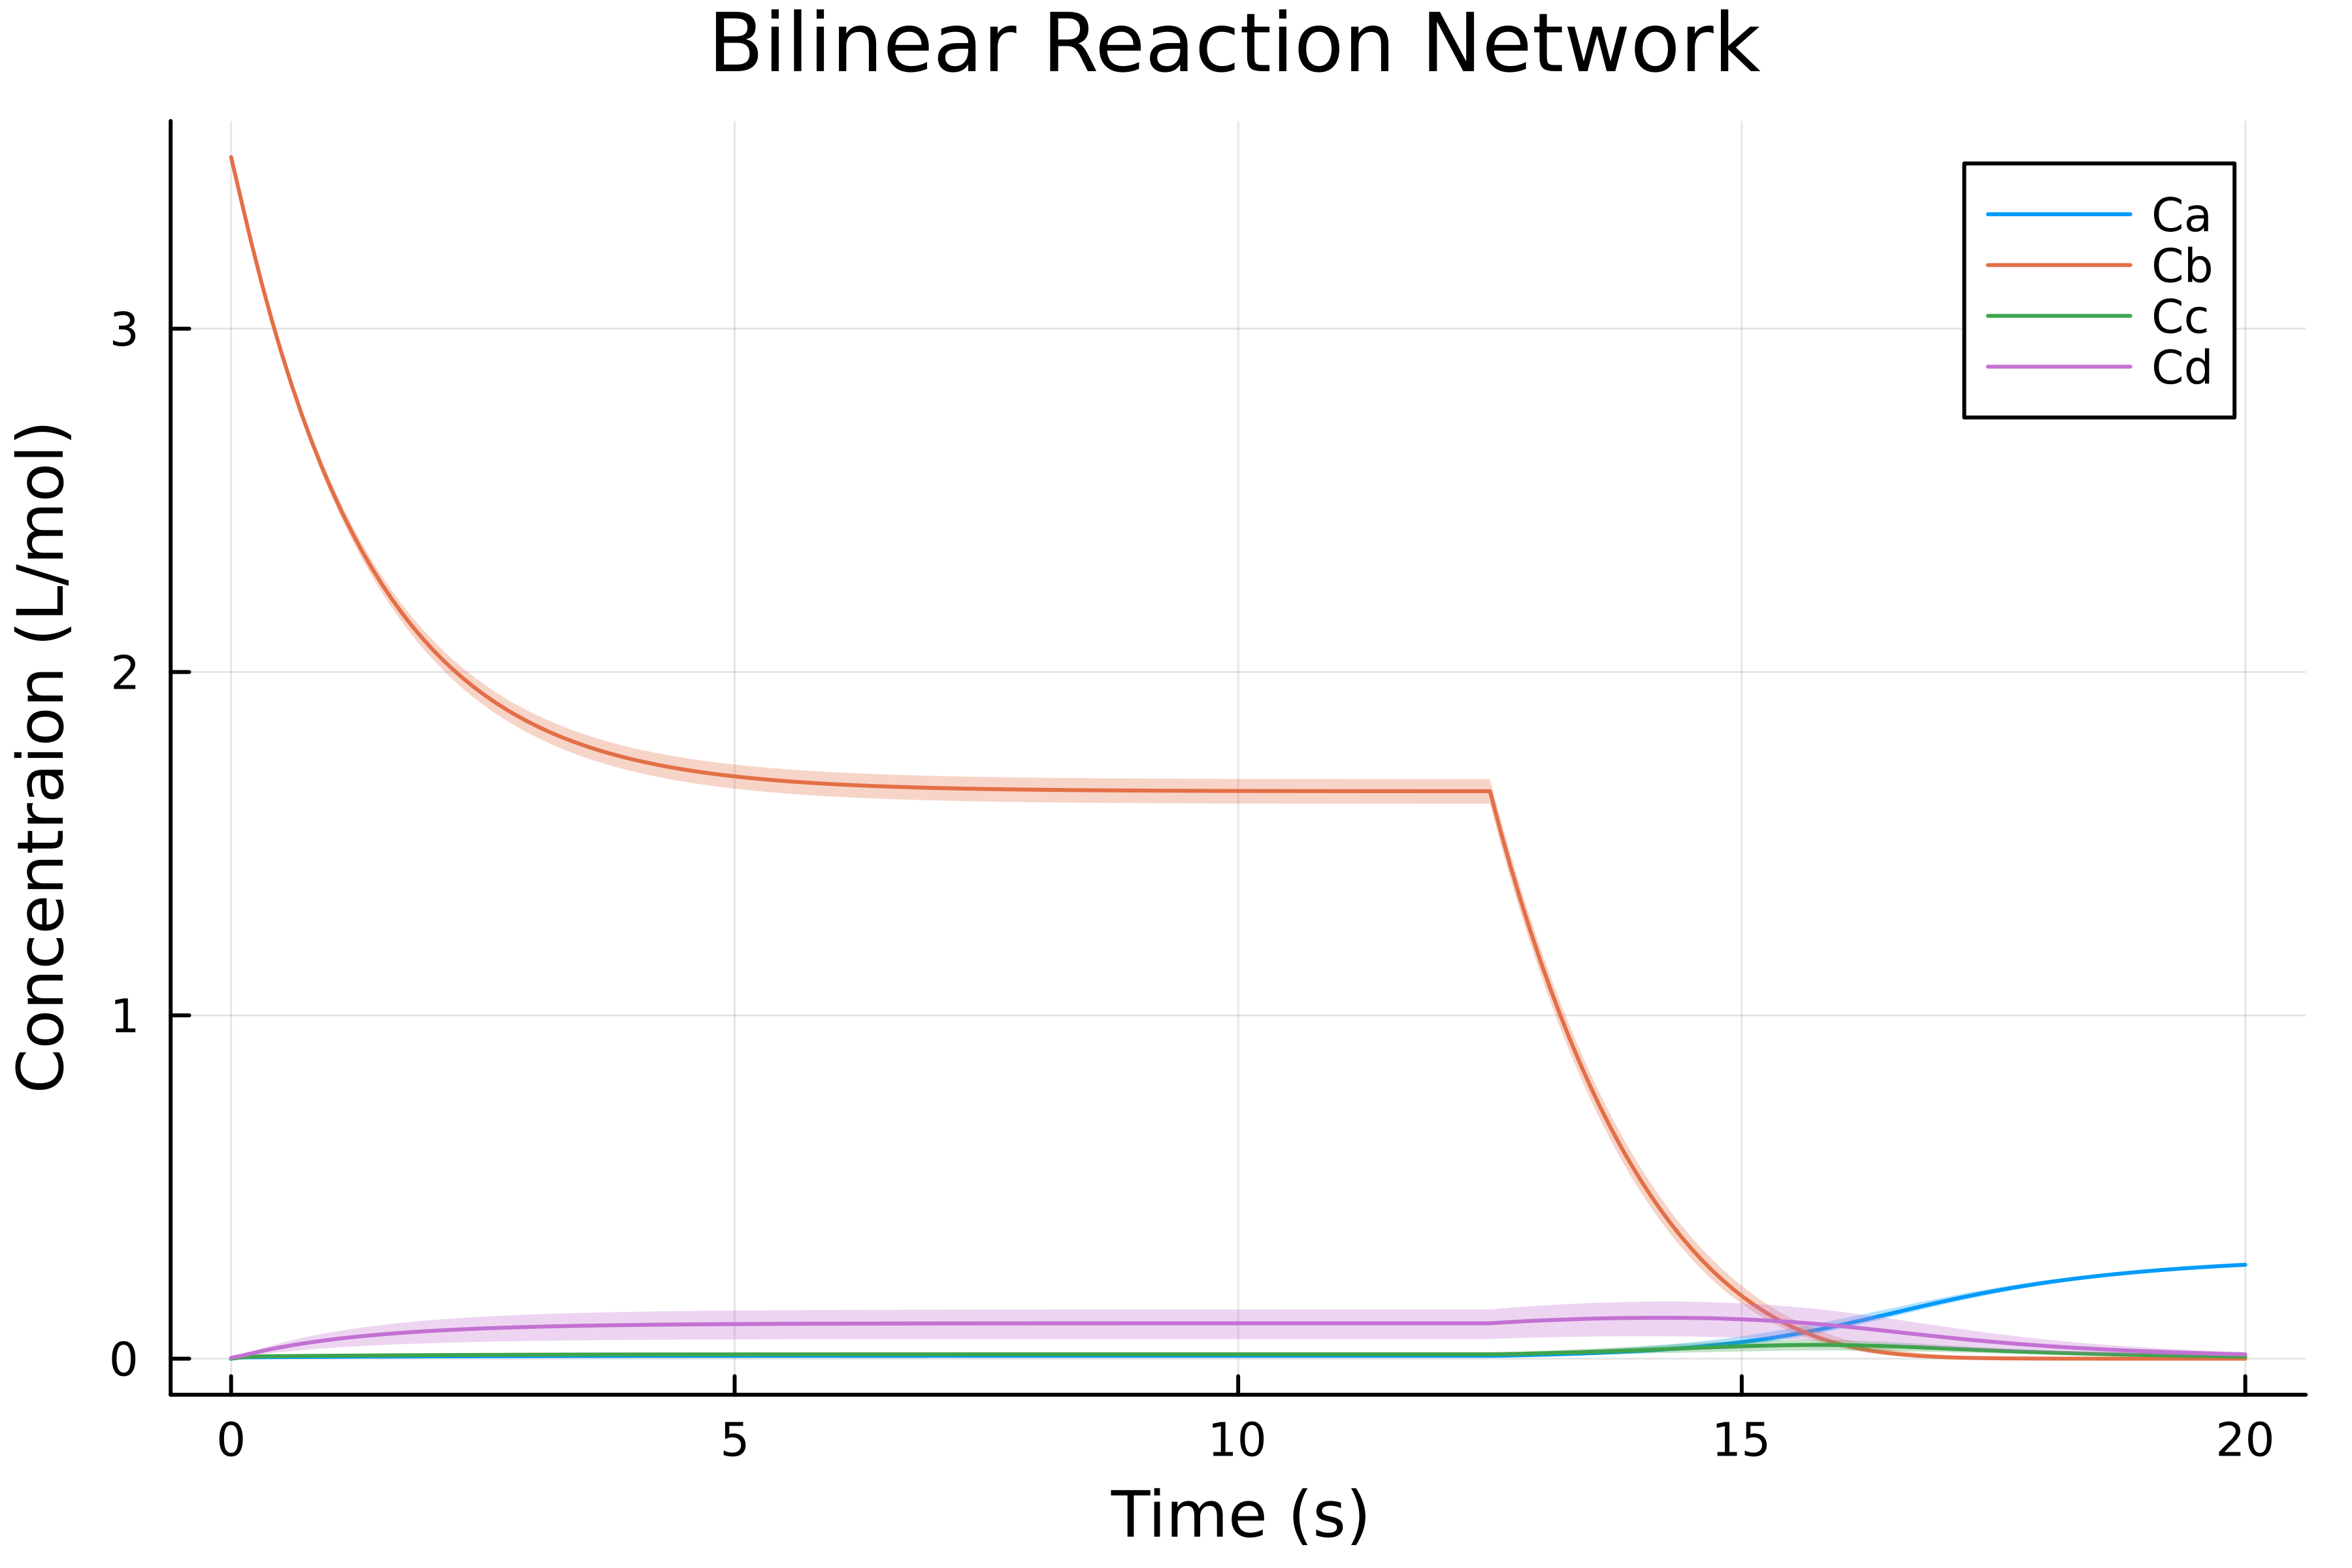 Bilinear Reaction Network
Concentraion (L/mol)
3
2
1
0
Ca
Cb
Cc
Cd
0 5 10 15 20
Time (s)